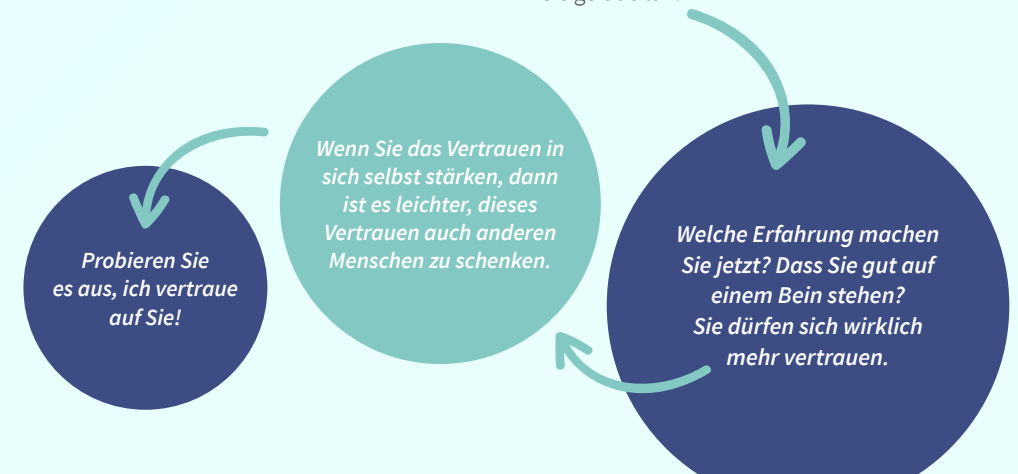 Welche Erfahrung machen
Sie jetzt? Dass Sie gut auf
einem Bein stehen?
Sie dürfen sich wirklich
mehr vertrauen.
Wenn Sie das Vertrauen in
sich selbst stärken, dann
ist es leichter, dieses
Vertrauen auch anderen
Menschen zu schenken.
Probieren Sie
es aus, ich vertraue
auf Sie!